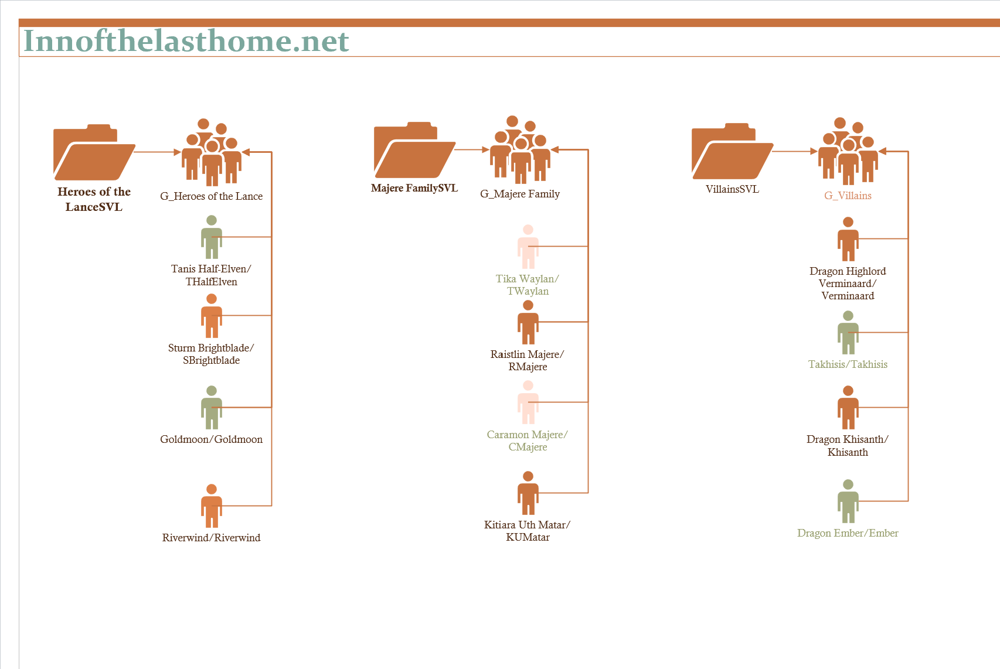 Innofthelasthome.net
Heroes of the
LanceSVL
G_Heroes of the Lance
Tanis Half-Elven/
THalfElven
Sturm Brightblade/
SBrightblade
Goldmoon/Goldmoon
Riverwind/Riverwind
Majere FamilySVL
G_Majere Family
Tika Waylan/
TWaylan
Raistlin Majere/
RMajere
Caramon Majere/
CMajere
Kitiara Uth Matar/
KUMatar
VillainsSVL
G_Villains
Dragon Highlord
Verminaard/
Verminaard
Takhisis/Takhisis
Dragon Khisanth/
Khisanth
Dragon Ember/Ember